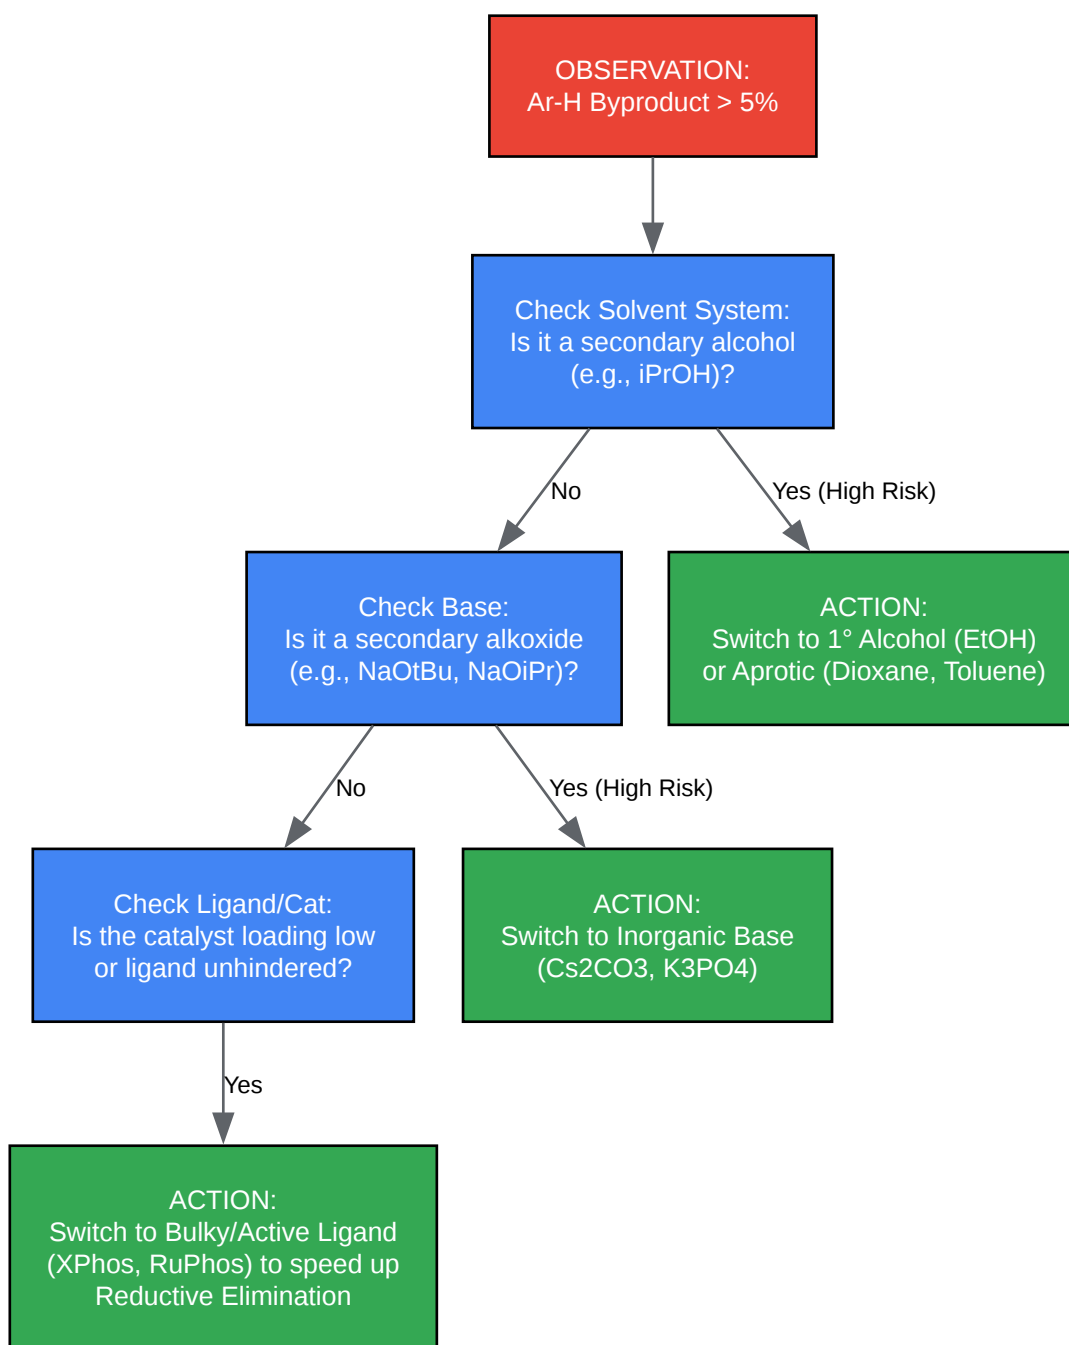 OBSERVATION:
Ar-H Byproduct > 5%
Check Solvent System:
Is it a secondary alcohol
(e.g., iPrOH)?
No
Yes (High Risk)
Check Base:
Is it a secondary alkoxide
(e.g., NaOtBu, NaOiPr)?
ACTION:
Switch to 1° Alcohol (EtOH)
or Aprotic (Dioxane, Toluene)
No
Yes (High Risk)
Check Ligand/Cat:
Is the catalyst loading low
or ligand unhindered?
ACTION:
Switch to Inorganic Base
(Cs2CO3, K3PO4)
Yes
ACTION:
Switch to Bulky/Active Ligand
(XPhos, RuPhos) to speed up
Reductive Elimination